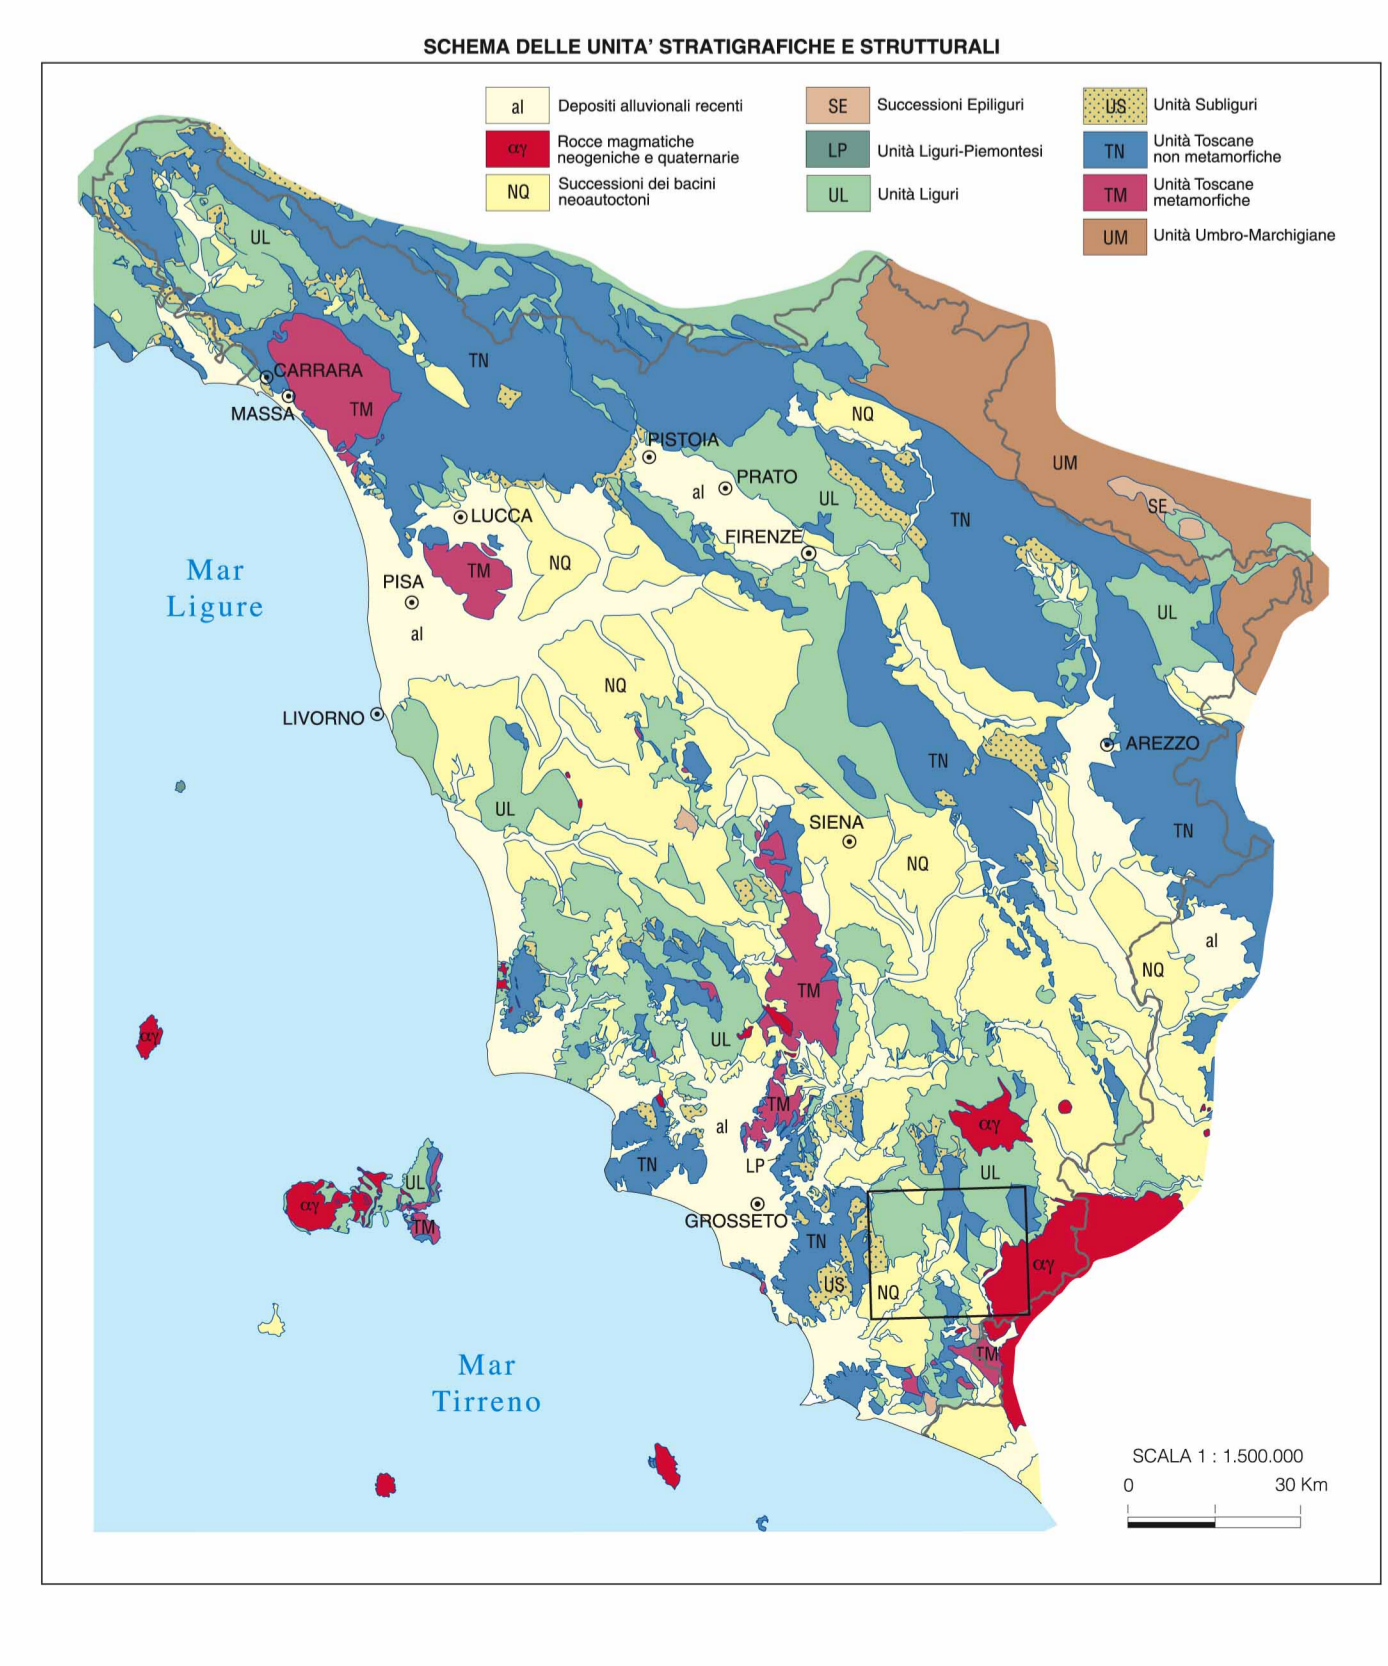 SCHEMA DELLE UNITA' STRATIGRAFICHE E STRUTTURALI
al Depositi alluvionali recenti
αγ Rocce magmatiche
neogeniche e quaternarie
NQ Successioni dei bacini
neoautoctoni
SE Successioni Epiliguri
LP Unità Liguri-Piemontesi
UL Unità Liguri
US Unità Subliguri
TN Unità Toscane
non metamorfiche
TM Unità Toscane
metamorfiche
UM Unità Umbro-Marchigiane
UL
TN
CARRARA
MASSA
TM
NQ
PISTOIA
UM
PRATO
al
UL
SE
LUCCA
TN
FIRENZE
Mar
Ligure
NQ
TM
PISA
UL
al
NQ
LIVORNO
AREZZO
TN
UL
SIENA
TN
NQ
al
NQ
TM
αγ
UL
TM
αγ
al
LP
TN
UL
UL
αγ
TM
GROSSETO
TN
αγ
US
NQ
Mar
Tirreno
TM
SCALA 1 : 1.500.000
0 30 Km